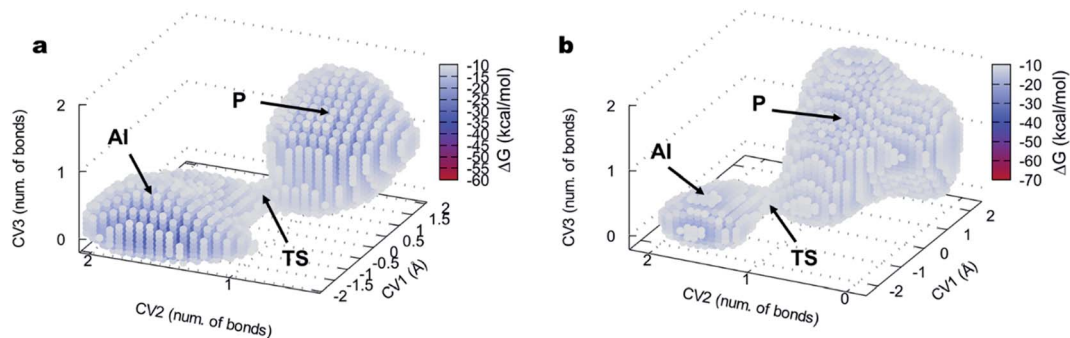 a
P
AI
TS
2
1
0
CV3 (num. of bonds)
2
1
CV2 (num. of bonds)
-2
-1.5
-1
-0.5
0
0.5
1
1.5
2
CV1 (Å)
-10
-15
-20
-25
-30
-35
-40
-45
-50
-55
-60
ΔG (kcal/mol)
b
P
AI
TS
2
1
0
CV3 (num. of bonds)
2
1
0
CV2 (num. of bonds)
-2
-1
0
1
2
CV1 (Å)
-10
-20
-30
-40
-50
-60
-70
ΔG (kcal/mol)